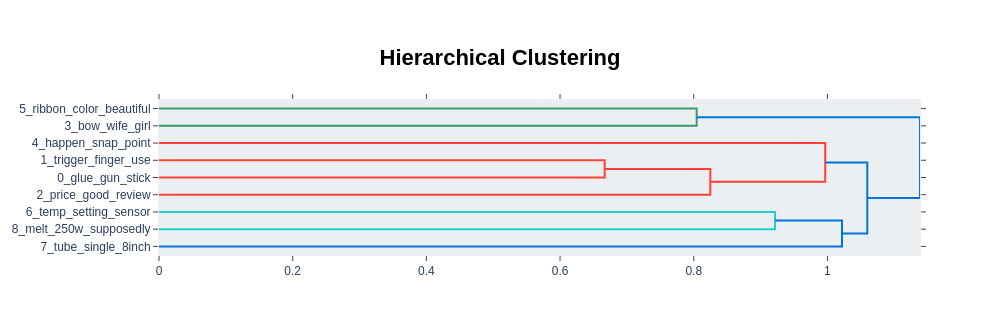 Hierarchical Clustering
5_ribbon_color_beautiful
3_bow_wife_girl
4_happen_snap_point
1_trigger_finger_use
0_glue_gun_stick
2_price_good_review
6_temp_setting_sensor
8_melt_250w_supposedly
7_tube_single_8inch
0 0.2 0.4 0.6 0.8 1